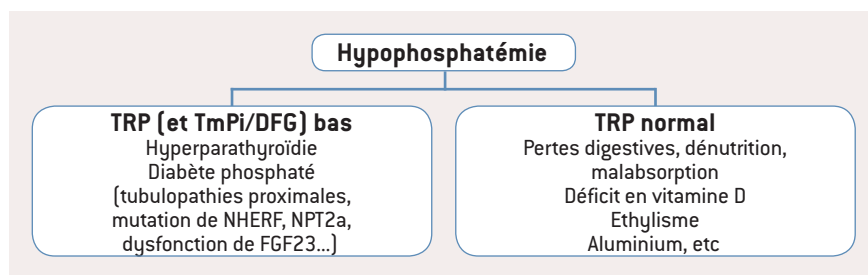 Hypophosphatémie
TRP (et TmPi/DFG) bas
Hyperparathyroïdie
Diabète phosphaté
(tubulopathies proximales,
mutation de NHERF, NPT2a,
dysfonction de FGF23...)
TRP normal
Pertes digestives, dénutrition,
malabsorption
Déficit en vitamine D
Ethylisme
Aluminium, etc